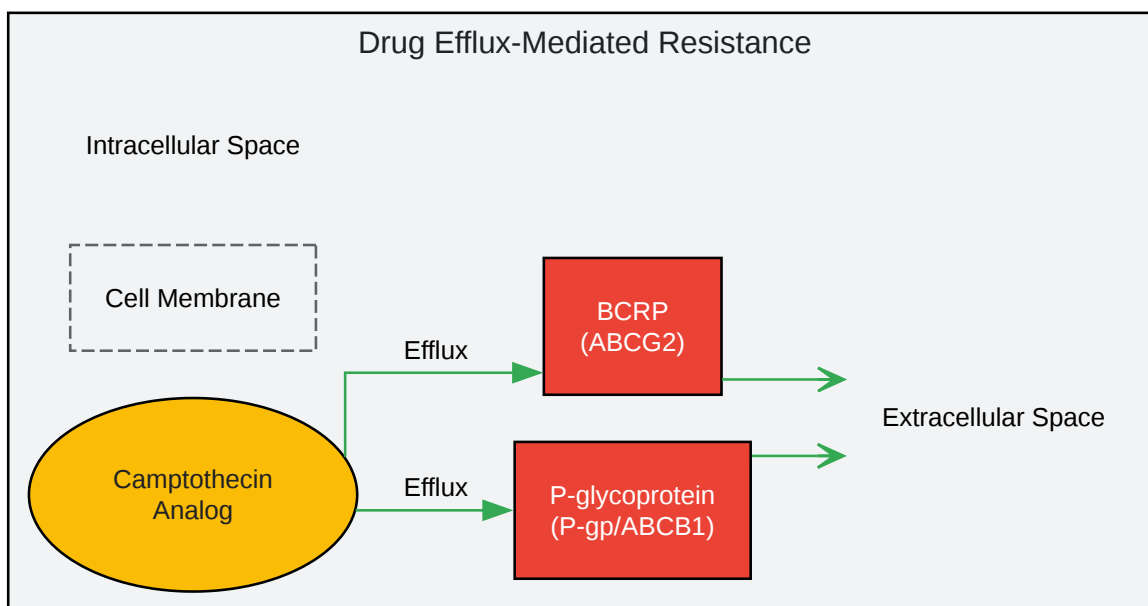 Drug Efflux-Mediated Resistance
Intracellular Space
Cell Membrane
BCRP
(ABCG2)
Efflux
Extracellular Space
Camptothecin
Analog
Efflux
P-glycoprotein
(P-gp/ABCB1)